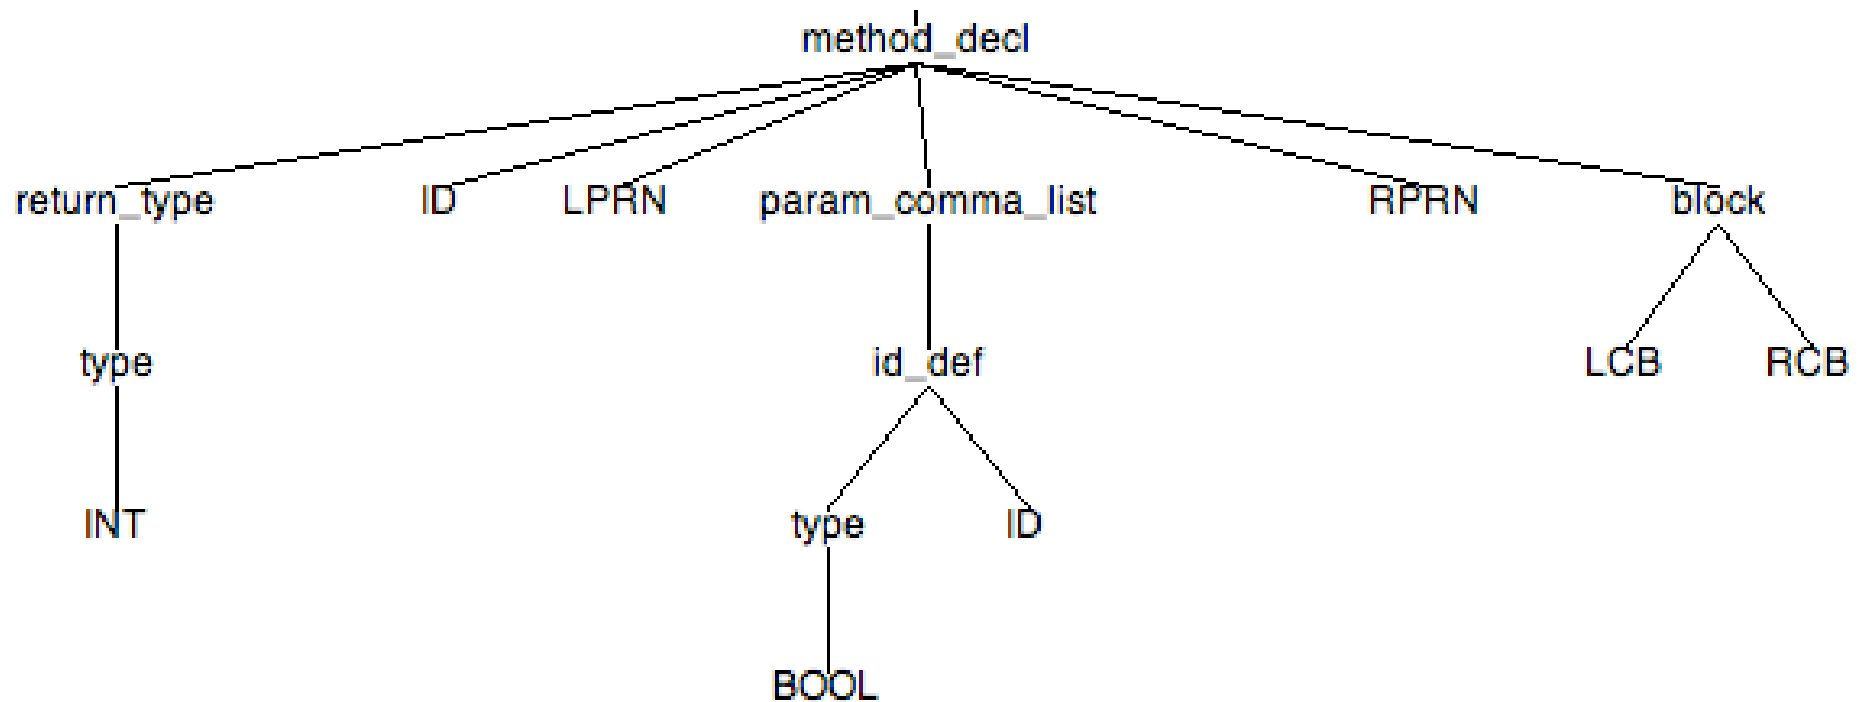 method_decl
return_type ID LPRN param_comma_list RPRN block
type id_def LCB RCB
INT type ID
BOOL